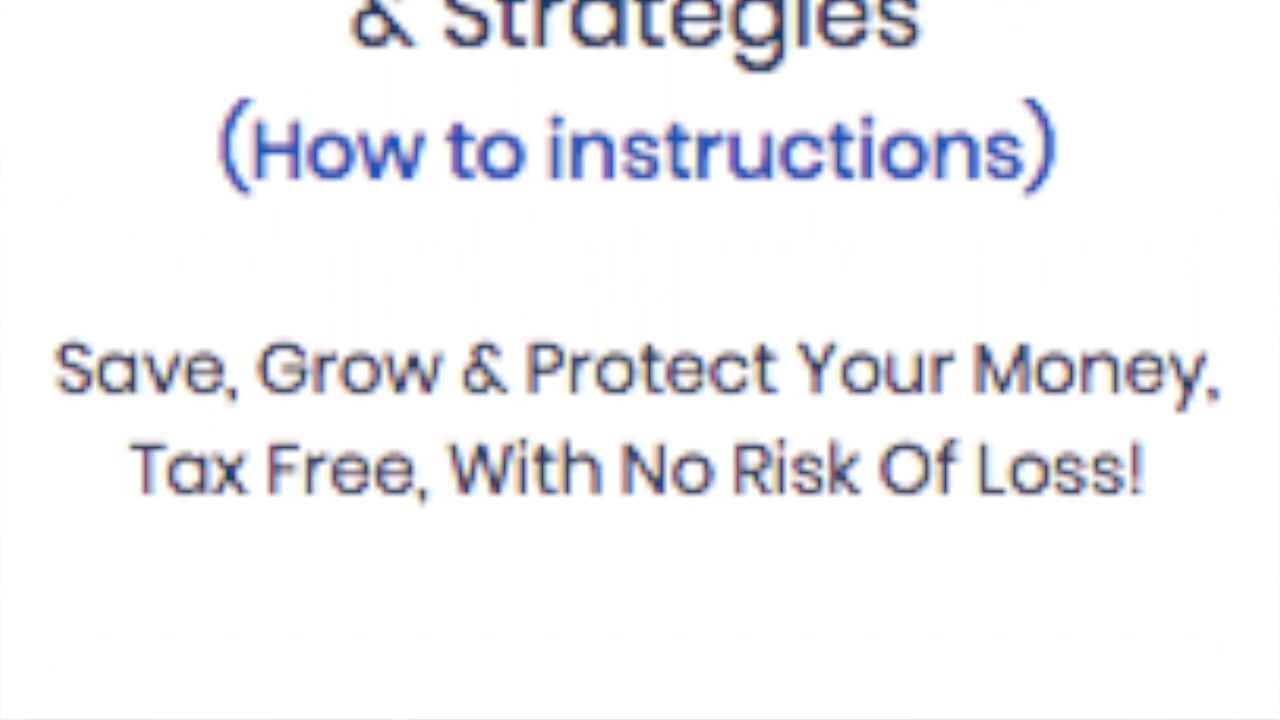 & Strategies
(How to instructions)
Save, Grow & Protect Your Money,
Tax Free, With No Risk Of Loss!